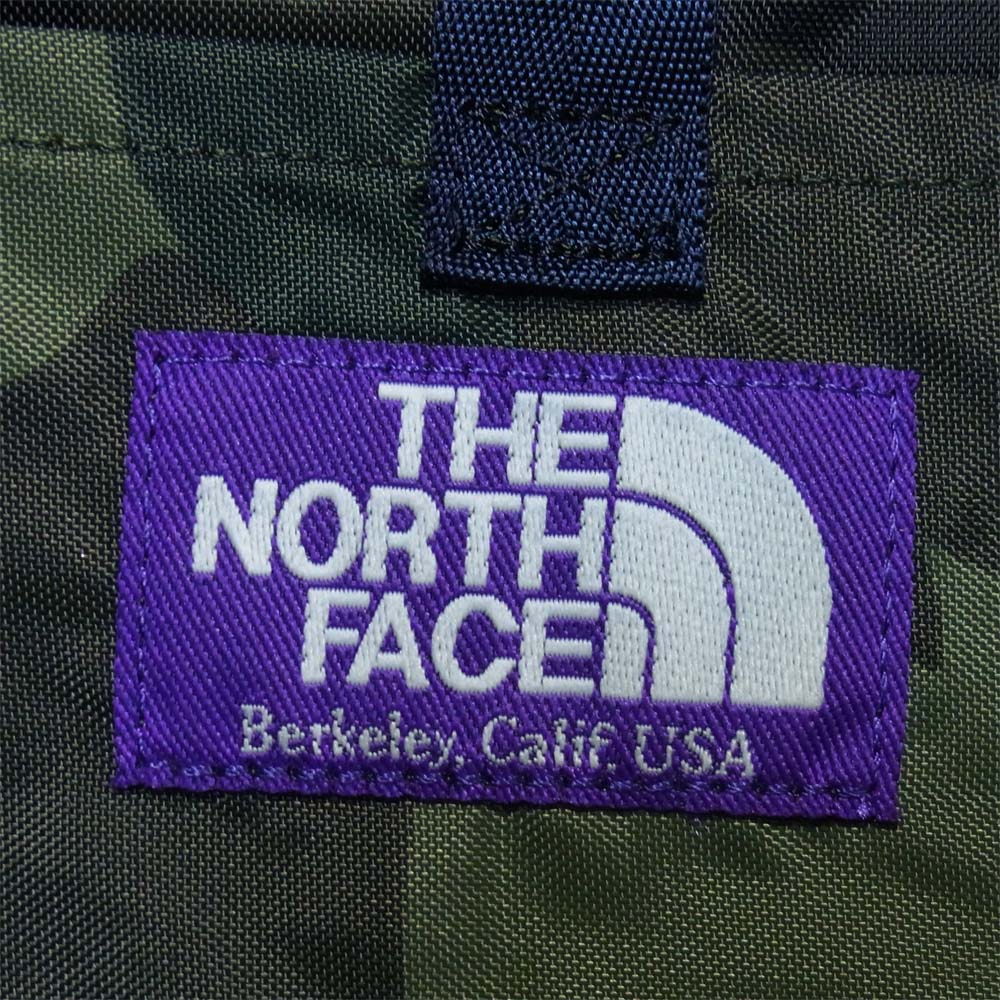 THE
NORTH
FACE
Berkeley, Calif. USA